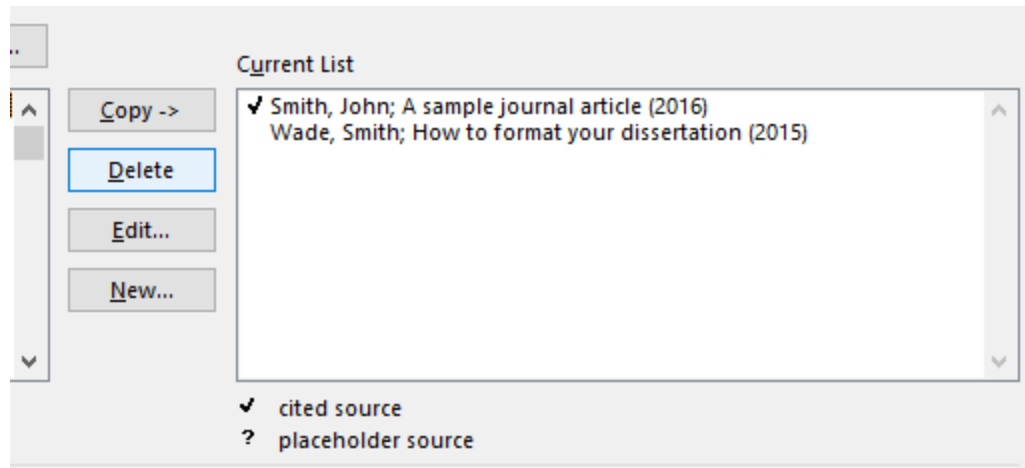 ..
Current List
Copy ->
Delete
Edit...
New...
✓ Smith, John; A sample journal article (2016)
Wade, Smith; How to format your dissertation (2015)
✓ cited source
? placeholder source